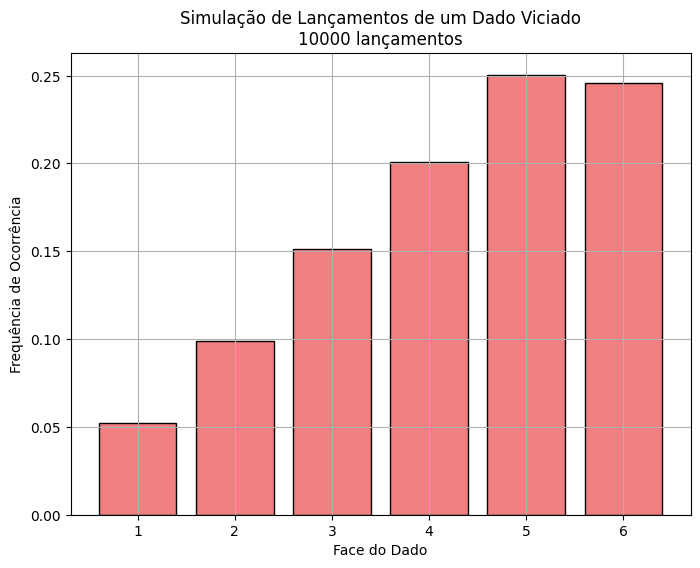 Simulação de Lançamentos de um Dado Viciado
10000 lançamentos
Frequência de Ocorrência
0.25
0.20
0.15
0.10
0.05
0.00
1 2 3 4 5 6
Face do Dado